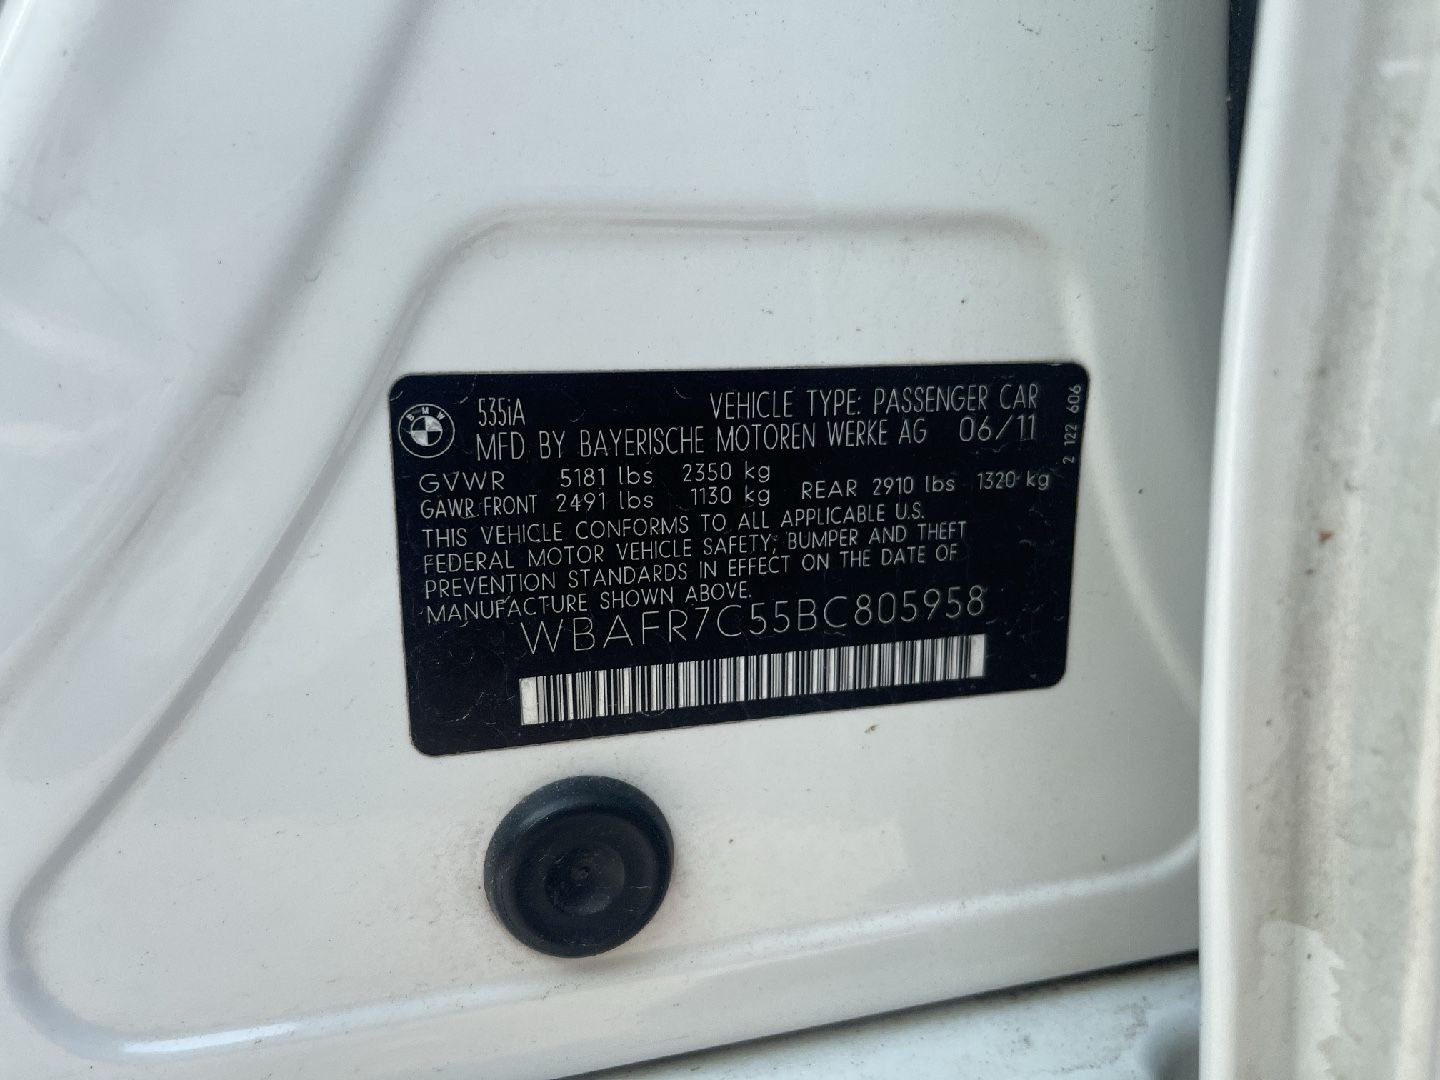 BMW
535iA VEHICLE TYPE: PASSENGER CAR
MFD BY BAYERISCHE MOTOREN WERKE AG 06/11
GVWR 5181 lbs 2350 kg
GAWR FRONT 2491 lbs 1130 kg REAR 2910 lbs 1320 kg
THIS VEHICLE CONFORMS TO ALL APPLICABLE U.S.
FEDERAL MOTOR VEHICLE SAFETY, BUMPER AND THEFT
PREVENTION STANDARDS IN EFFECT ON THE DATE OF
MANUFACTURE SHOWN ABOVE.
WBAFR7C55BC805958
2 122 606